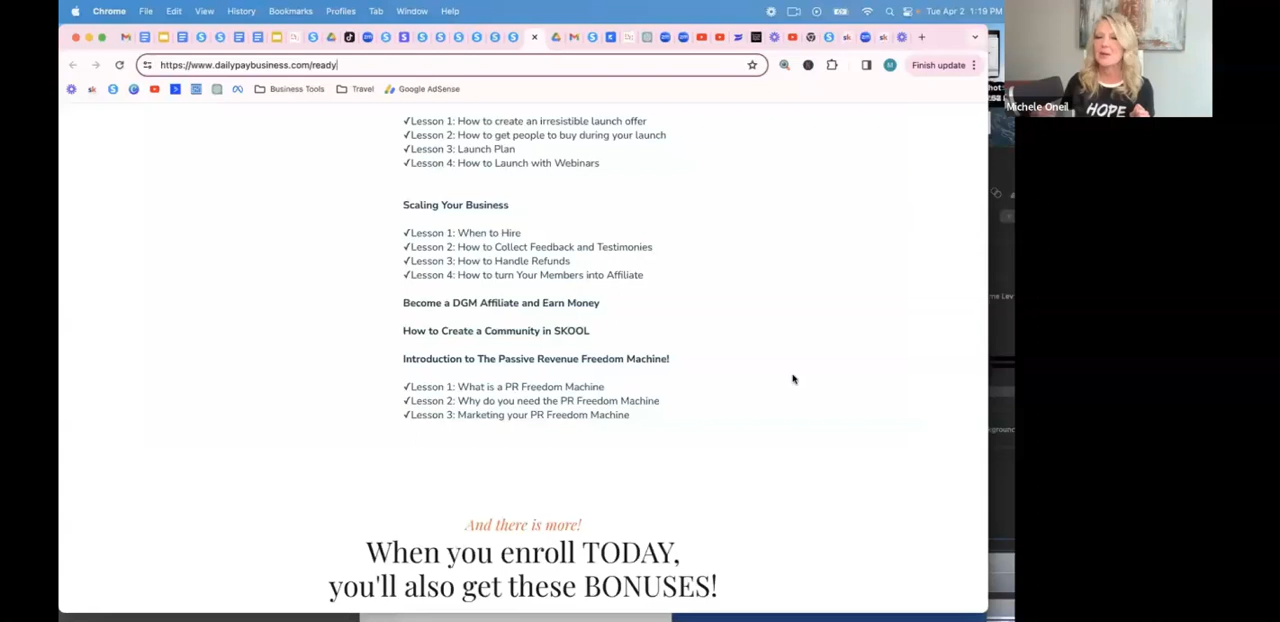 Chrome File Edit View History Bookmarks Profiles Tab Window Help Tue Apr 2 1:19 PM
https://www.dailypaybusiness.com/ready Finish update
Business Tools Travel Google AdSense
Michele Oneil
HOPE
✓Lesson 1: How to create an irresistible launch offer
✓Lesson 2: How to get people to buy during your launch
✓Lesson 3: Launch Plan
✓Lesson 4: How to Launch with Webinars
Scaling Your Business
✓Lesson 1: When to Hire
✓Lesson 2: How to Collect Feedback and Testimonies
✓Lesson 3: How to Handle Refunds
✓Lesson 4: How to turn Your Members into Affiliate
Become a DGM Affiliate and Earn Money
How to Create a Community in SKOOL
Introduction to The Passive Revenue Freedom Machine!
✓Lesson 1: What is a PR Freedom Machine
✓Lesson 2: Why do you need the PR Freedom Machine
✓Lesson 3: Marketing your PR Freedom Machine
And there is more!
When you enroll TODAY,
you'll also get these BONUSES!